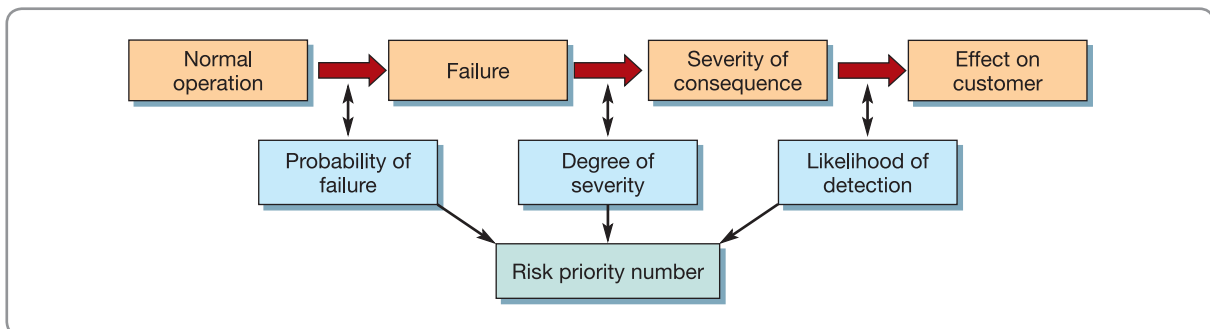 Normal
operation
Failure
Severity of
consequence
Effect on
customer
Probability of
failure
Degree of
severity
Likelihood of
detection
Risk priority number